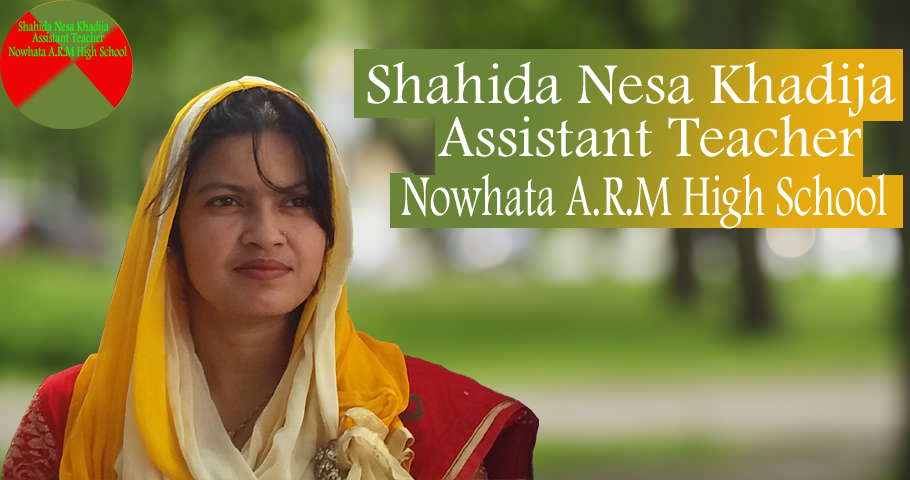 Shahida Nesa Khadija
Assistant Teacher
Nowhata A.R.M High School
Shahida Nesa Khadija
Assistant Teacher
Nowhata A.R.M High School